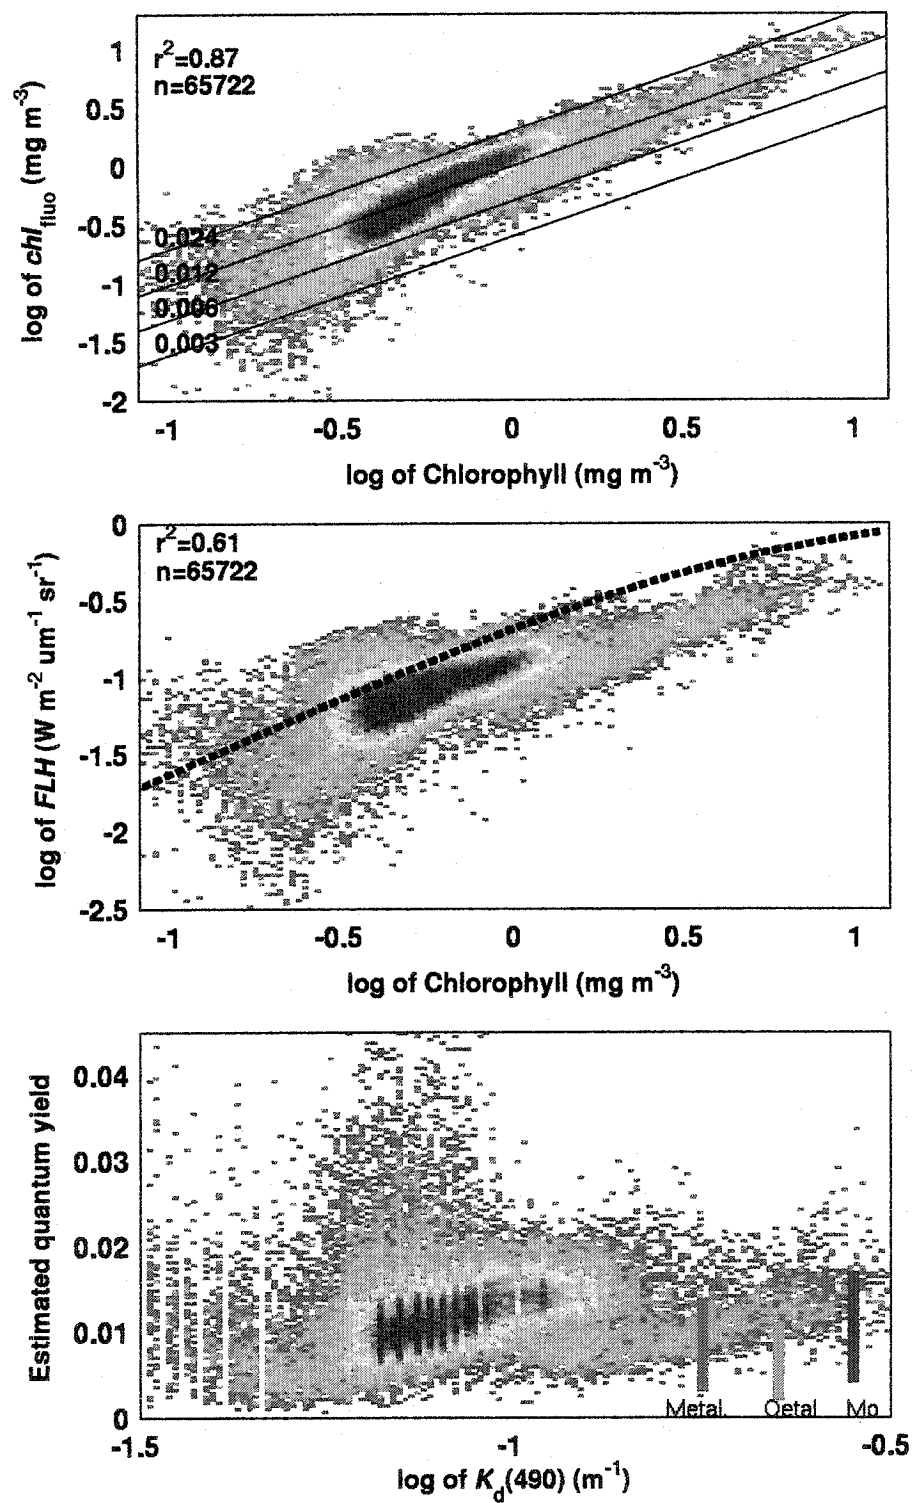 r²=0.87
n=65722
1
0.5
0
-0.5
-1
-1.5
-2
log of chl_fluo (mg m⁻³)
0.024
0.012
0.006
0.003
-1 -0.5 0 0.5 1
log of Chlorophyll (mg m⁻³)
r²=0.61
n=65722
0
-0.5
-1
-1.5
-2
-2.5
log of FLH (W m⁻² um⁻¹ sr⁻¹)
-1 -0.5 0 0.5 1
log of Chlorophyll (mg m⁻³)
0.04
0.03
0.02
0.01
0
Estimated quantum yield
Metal. Oetal Mo
-1.5 -1 -0.5
log of K_d(490) (m⁻¹)